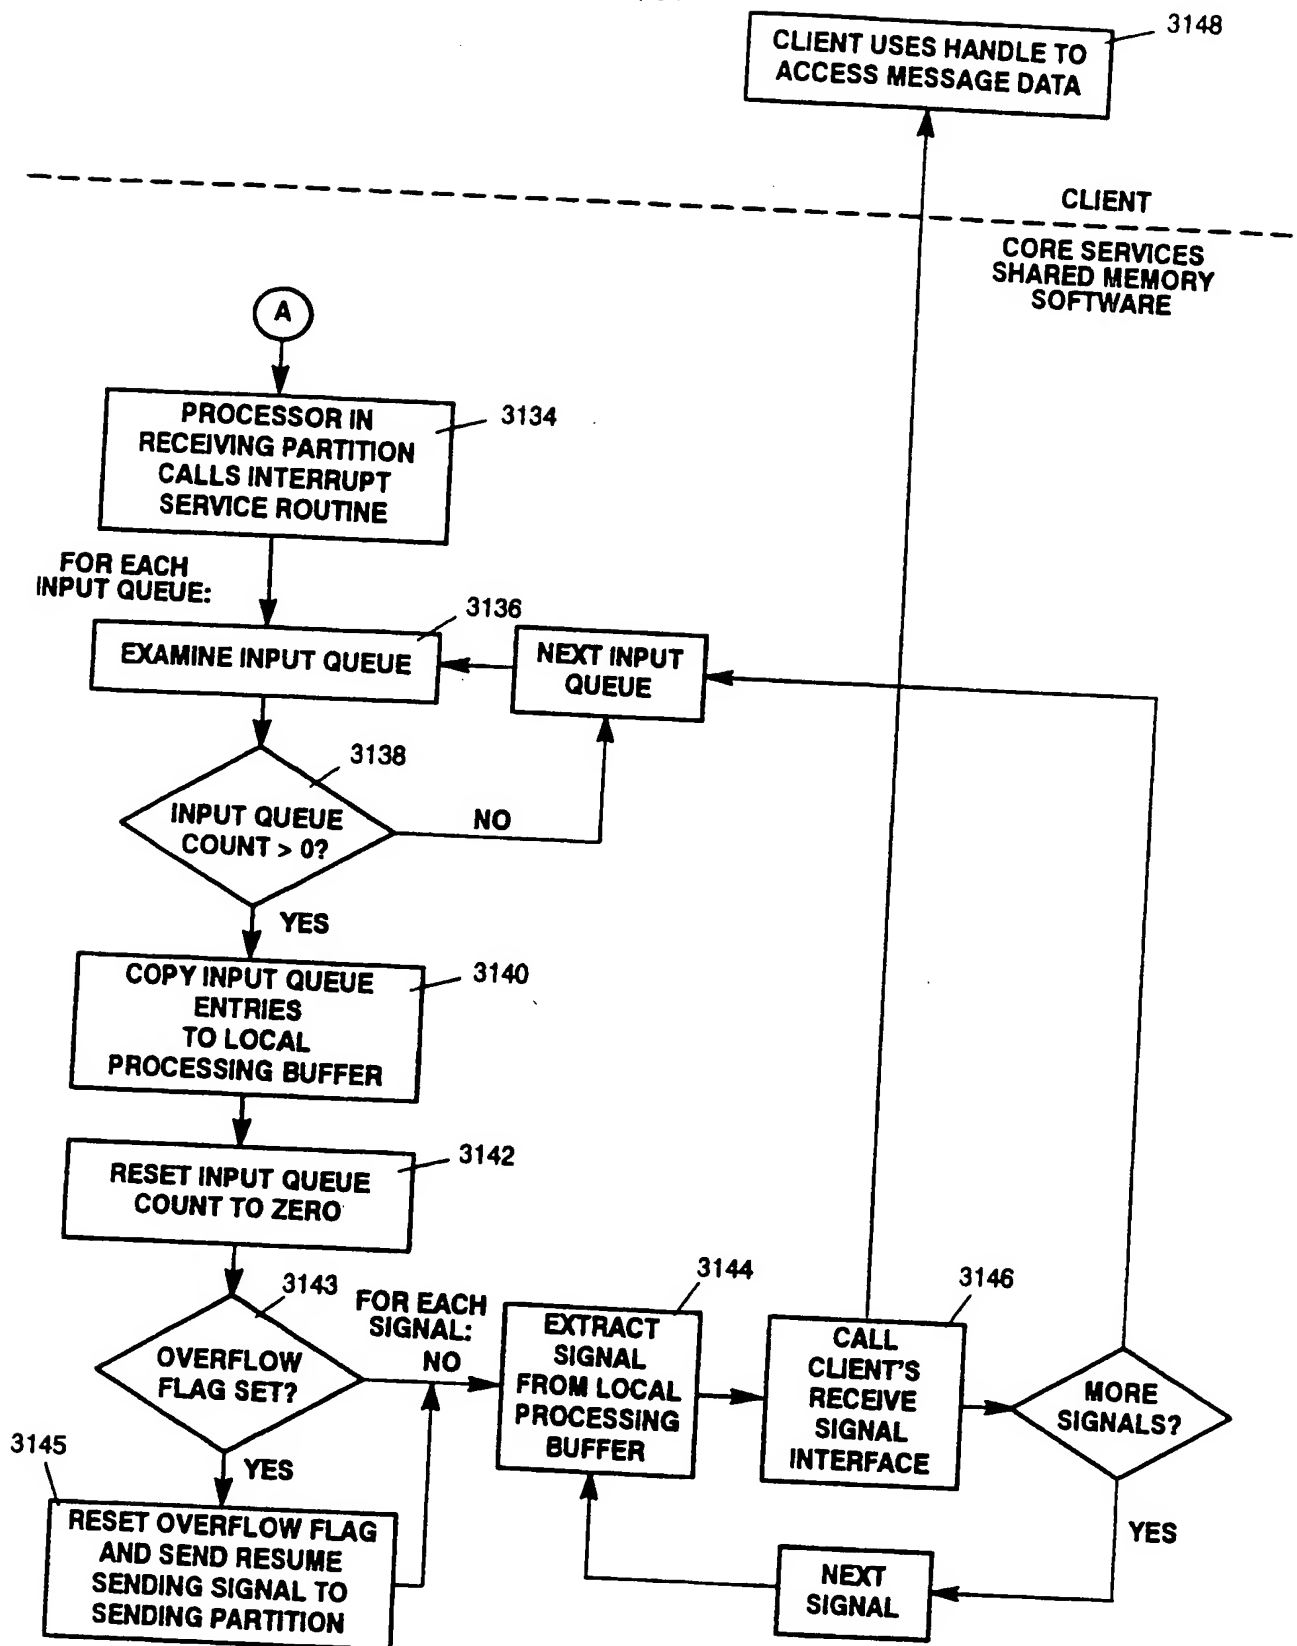 CLIENT USES HANDLE TO
ACCESS MESSAGE DATA
3148
CLIENT
CORE SERVICES
SHARED MEMORY
SOFTWARE
A
PROCESSOR IN
RECEIVING PARTITION
CALLS INTERRUPT
SERVICE ROUTINE
3134
FOR EACH
INPUT QUEUE:
3136
EXAMINE INPUT QUEUE
NEXT INPUT
QUEUE
3138
INPUT QUEUE
COUNT > 0?
NO
YES
COPY INPUT QUEUE
ENTRIES
TO LOCAL
PROCESSING BUFFER
3140
RESET INPUT QUEUE
COUNT TO ZERO
3142
3143
OVERFLOW
FLAG SET?
FOR EACH
SIGNAL:
NO
YES
3145
RESET OVERFLOW FLAG
AND SEND RESUME
SENDING SIGNAL TO
SENDING PARTITION
3144
EXTRACT
SIGNAL
FROM LOCAL
PROCESSING
BUFFER
3146
CALL
CLIENT'S
RECEIVE
SIGNAL
INTERFACE
MORE
SIGNALS?
YES
NEXT
SIGNAL